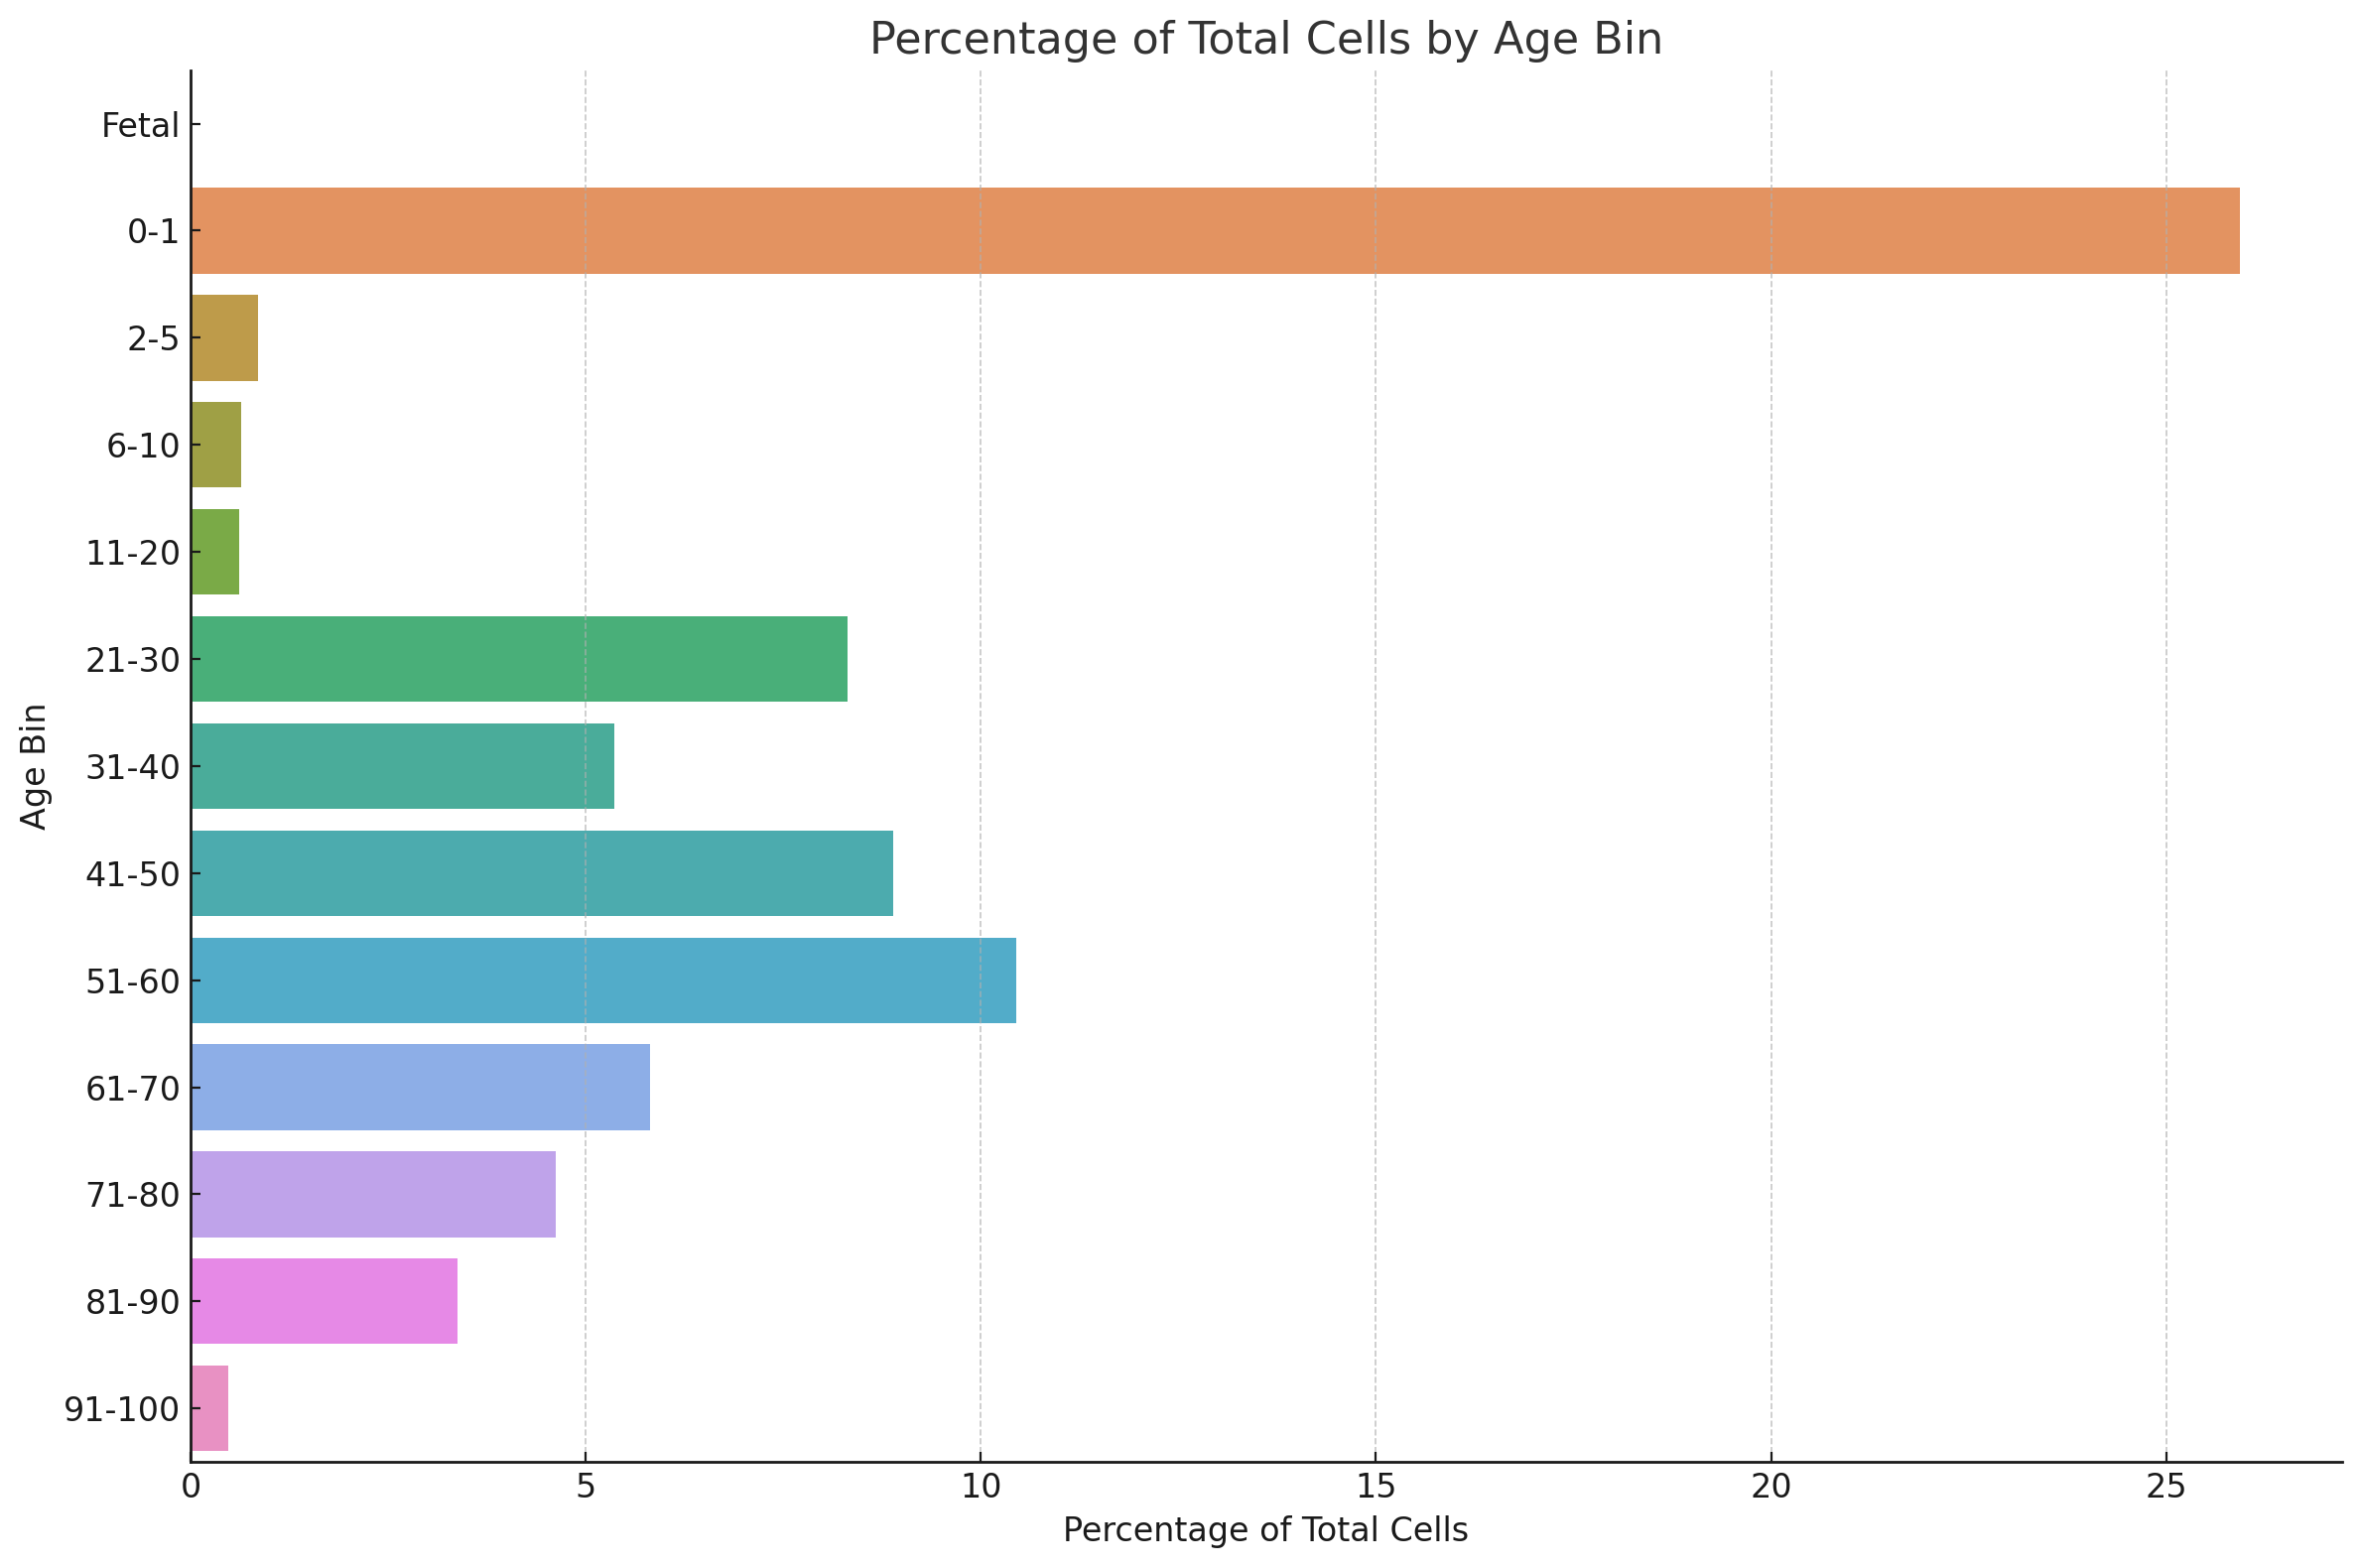 Percentage of Total Cells by Age Bin
Fetal
0-1
2-5
6-10
11-20
21-30
31-40
41-50
51-60
61-70
71-80
81-90
91-100
Age Bin
0 5 10 15 20 25
Percentage of Total Cells